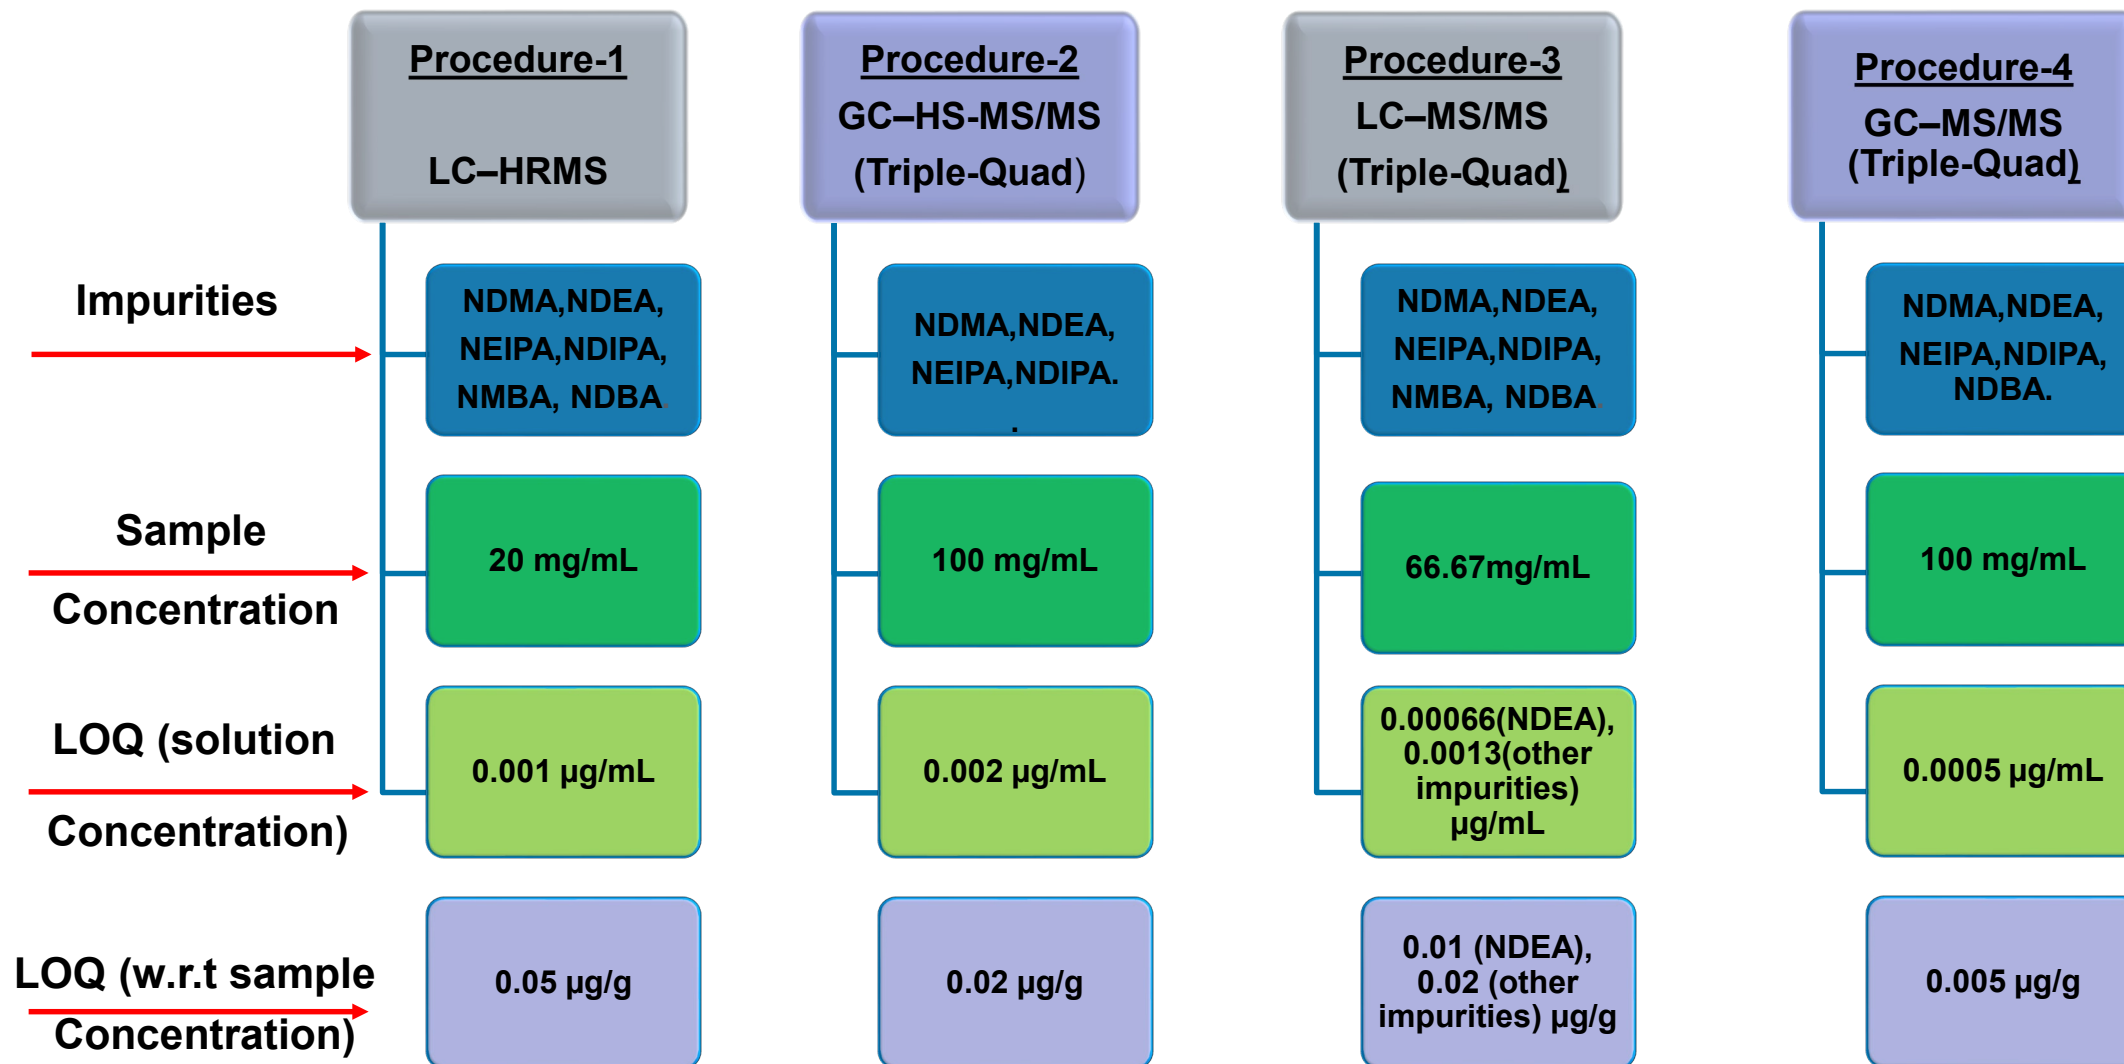 Procedure-1
LC–HRMS
Procedure-2
GC–HS-MS/MS
(Triple-Quad)
Procedure-3
LC–MS/MS
(Triple-Quad)
Procedure-4
GC–MS/MS
(Triple-Quad)
Impurities
NDMA,NDEA,
NEIPA,NDIPA,
NMBA, NDBA.
NDMA,NDEA,
NEIPA,NDIPA.
.
NDMA,NDEA,
NEIPA,NDIPA,
NMBA, NDBA.
NDMA,NDEA,
NEIPA,NDIPA,
NDBA.
Sample
Concentration
20 mg/mL
100 mg/mL
66.67mg/mL
100 mg/mL
LOQ (solution
Concentration)
0.001 µg/mL
0.002 µg/mL
0.00066(NDEA),
0.0013(other
impurities)
µg/mL
0.0005 µg/mL
LOQ (w.r.t sample
Concentration)
0.05 µg/g
0.02 µg/g
0.01 (NDEA),
0.02 (other
impurities) µg/g
0.005 µg/g